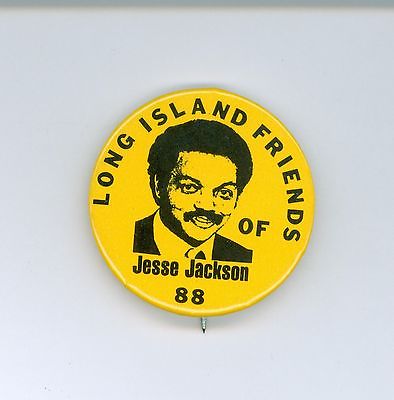 LONG ISLAND FRIENDS
OF
Jesse Jackson
88